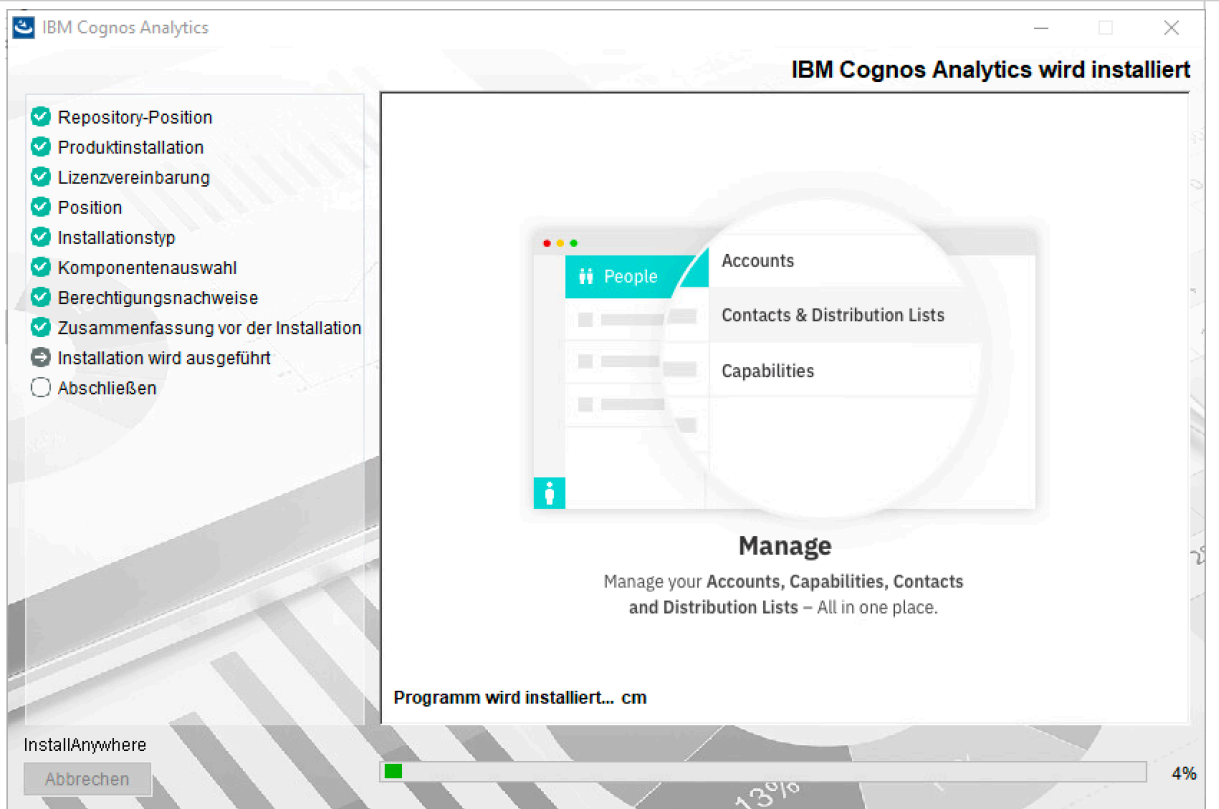 IBM Cognos Analytics
IBM Cognos Analytics wird installiert
Repository-Position
Produktinstallation
Lizenzvereinbarung
Position
Installationstyp
Komponentenauswahl
Berechtigungsnachweise
Zusammenfassung vor der Installation
Installation wird ausgeführt
Abschließen
People
Accounts
Contacts & Distribution Lists
Capabilities
Manage
Manage your Accounts, Capabilities, Contacts
and Distribution Lists – All in one place.
Programm wird installiert... cm
InstallAnywhere
Abbrechen
4%
13%